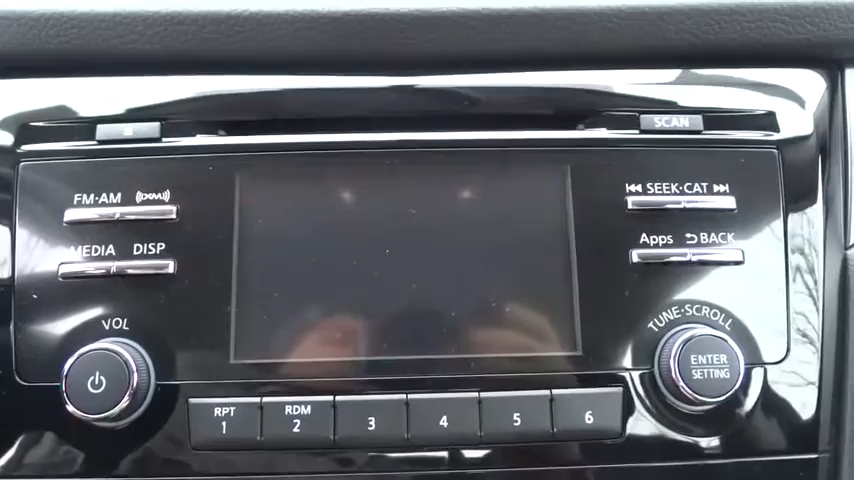 SCAN
FM·AM ((XM))
SEEK·CAT
MEDIA DISP
Apps BACK
VOL
TUNE·SCROLL
ENTER
SETTING
RPT
1
RDM
2
3
4
5
6